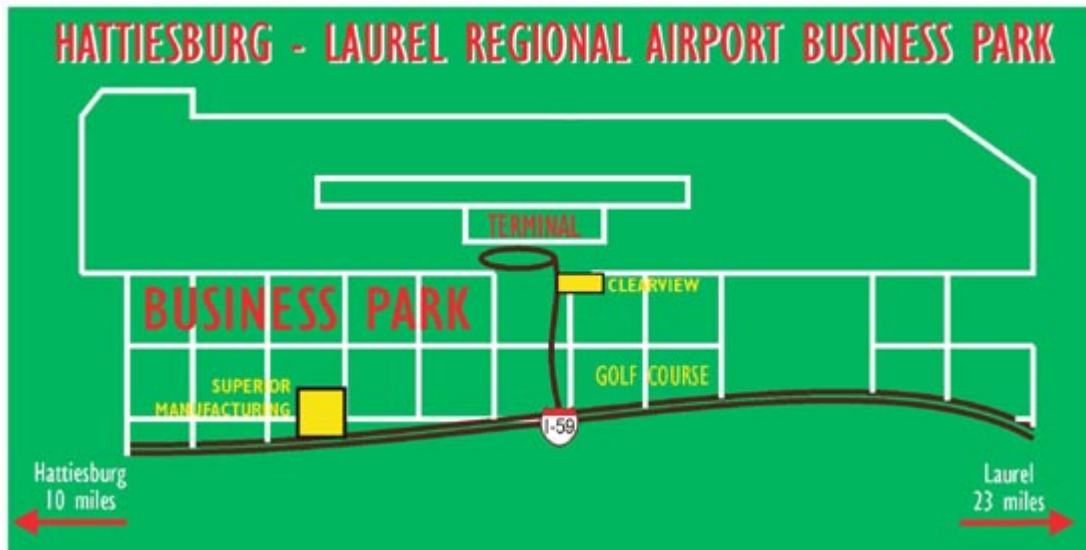 HATTIESBURG - LAUREL REGIONAL AIRPORT BUSINESS PARK
TERMINAL
CLEARVIEW
BUSINESS PARK
GOLF COURSE
SUPERIOR
MANUFACTURING
I-59
Hattiesburg
10 miles
Laurel
23 miles